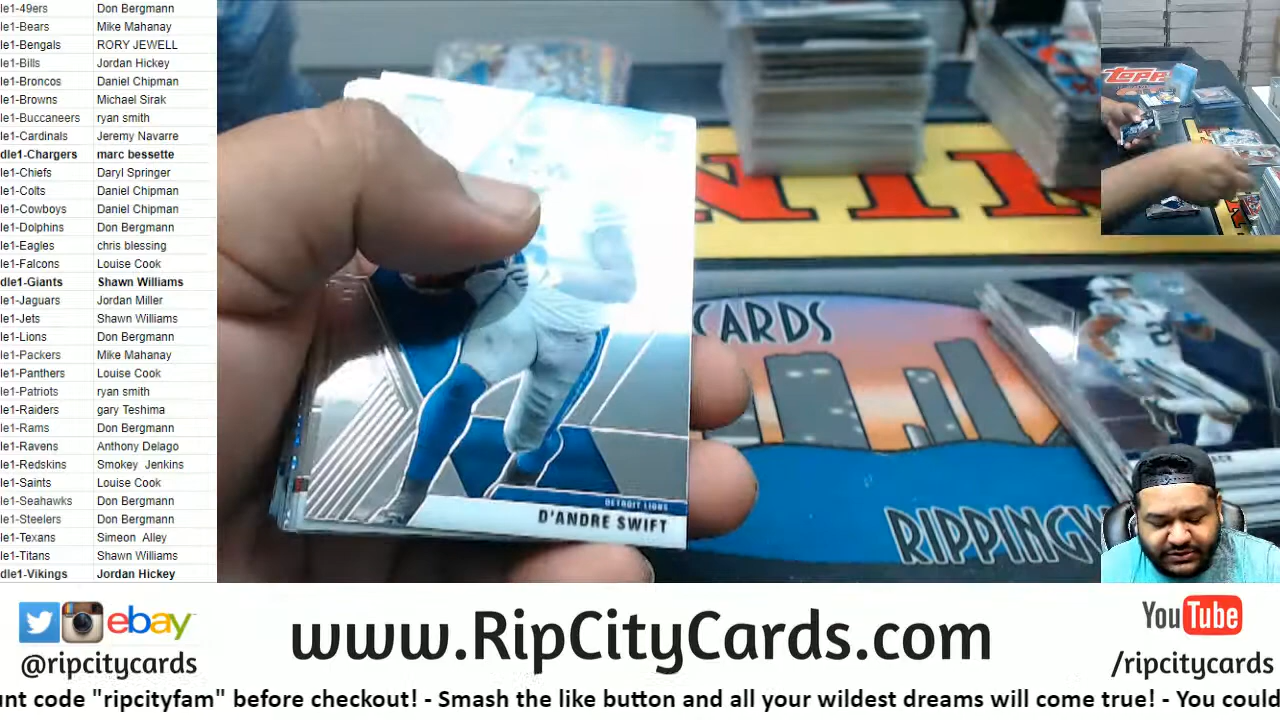 le1-49ers Don Bergmann
le1-Bears Mike Mahanay
le1-Bengals RORY JEWELL
le1-Bills Jordan Hickey
le1-Broncos Daniel Chipman
le1-Browns Michael Sirak
le1-Buccaneers ryan smith
le1-Cardinals Jeremy Navarre
dle1-Chargers marc bessette
le1-Chiefs Daryl Springer
le1-Colts Daniel Chipman
le1-Cowboys Daniel Chipman
le1-Dolphins Don Bergmann
le1-Eagles chris blessing
le1-Falcons Louise Cook
dle1-Giants Shawn Williams
le1-Jaguars Jordan Miller
le1-Jets Shawn Williams
le1-Lions Don Bergmann
le1-Packers Mike Mahanay
le1-Panthers Louise Cook
le1-Patriots ryan smith
le1-Raiders gary Teshima
le1-Rams Don Bergmann
le1-Ravens Anthony Delago
le1-Redskins Smokey Jenkins
le1-Saints Louise Cook
le1-Seahawks Don Bergmann
le1-Steelers Don Bergmann
le1-Texans Simeon Alley
le1-Titans Shawn Williams
dle1-Vikings Jordan Hickey
DETROIT LIONS
D'ANDRE SWIFT
CARDS
RIPPINGW
topp
ebay
@ripcitycards
www.RipCityCards.com
YouTube
/ripcitycards
unt code "ripcityfam" before checkout! - Smash the like button and all your wildest dreams will come true! - You could